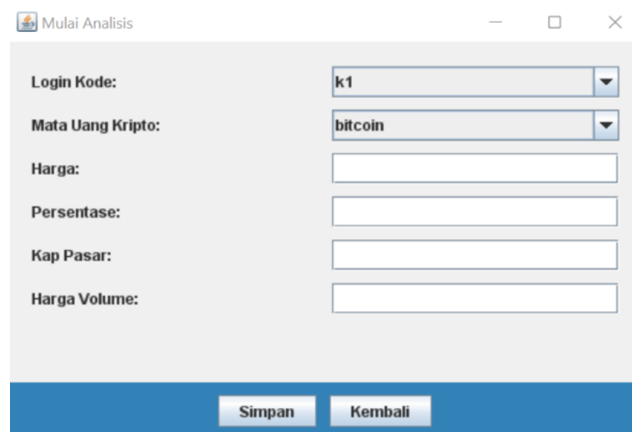 Mulai Analisis
Login Kode: k1
Mata Uang Kripto: bitcoin
Harga:
Persentase:
Kap Pasar:
Harga Volume:
Simpan Kembali